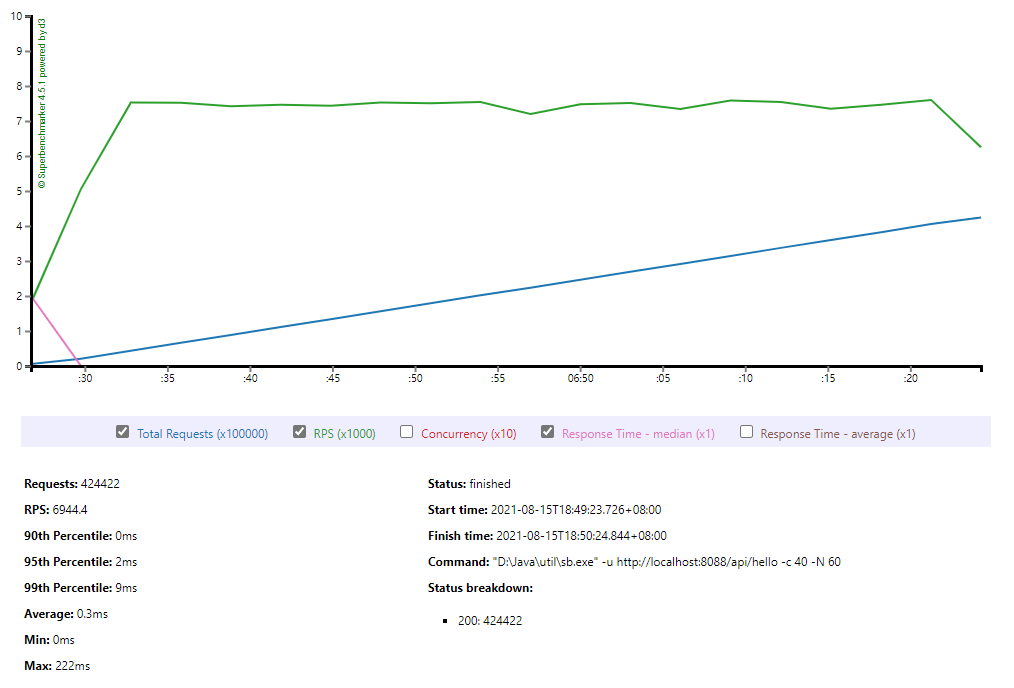 10
9
8
7
6
5
4
3
2
1
0
© Superbenchmarker 4.5.1 powered by d3
:30 :35 :40 :45 :50 :55 06:50 :05 :10 :15 :20
Total Requests (x100000) RPS (x1000) Concurrency (x10) Response Time - median (x1) Response Time - average (x1)
Requests: 424422
RPS: 6944.4
90th Percentile: 0ms
95th Percentile: 2ms
99th Percentile: 9ms
Average: 0.3ms
Min: 0ms
Max: 222ms
Status: finished
Start time: 2021-08-15T18:49:23.726+08:00
Finish time: 2021-08-15T18:50:24.844+08:00
Command: "D:\Java\util\sb.exe" -u http://localhost:8088/api/hello -c 40 -N 60
Status breakdown:
200: 424422